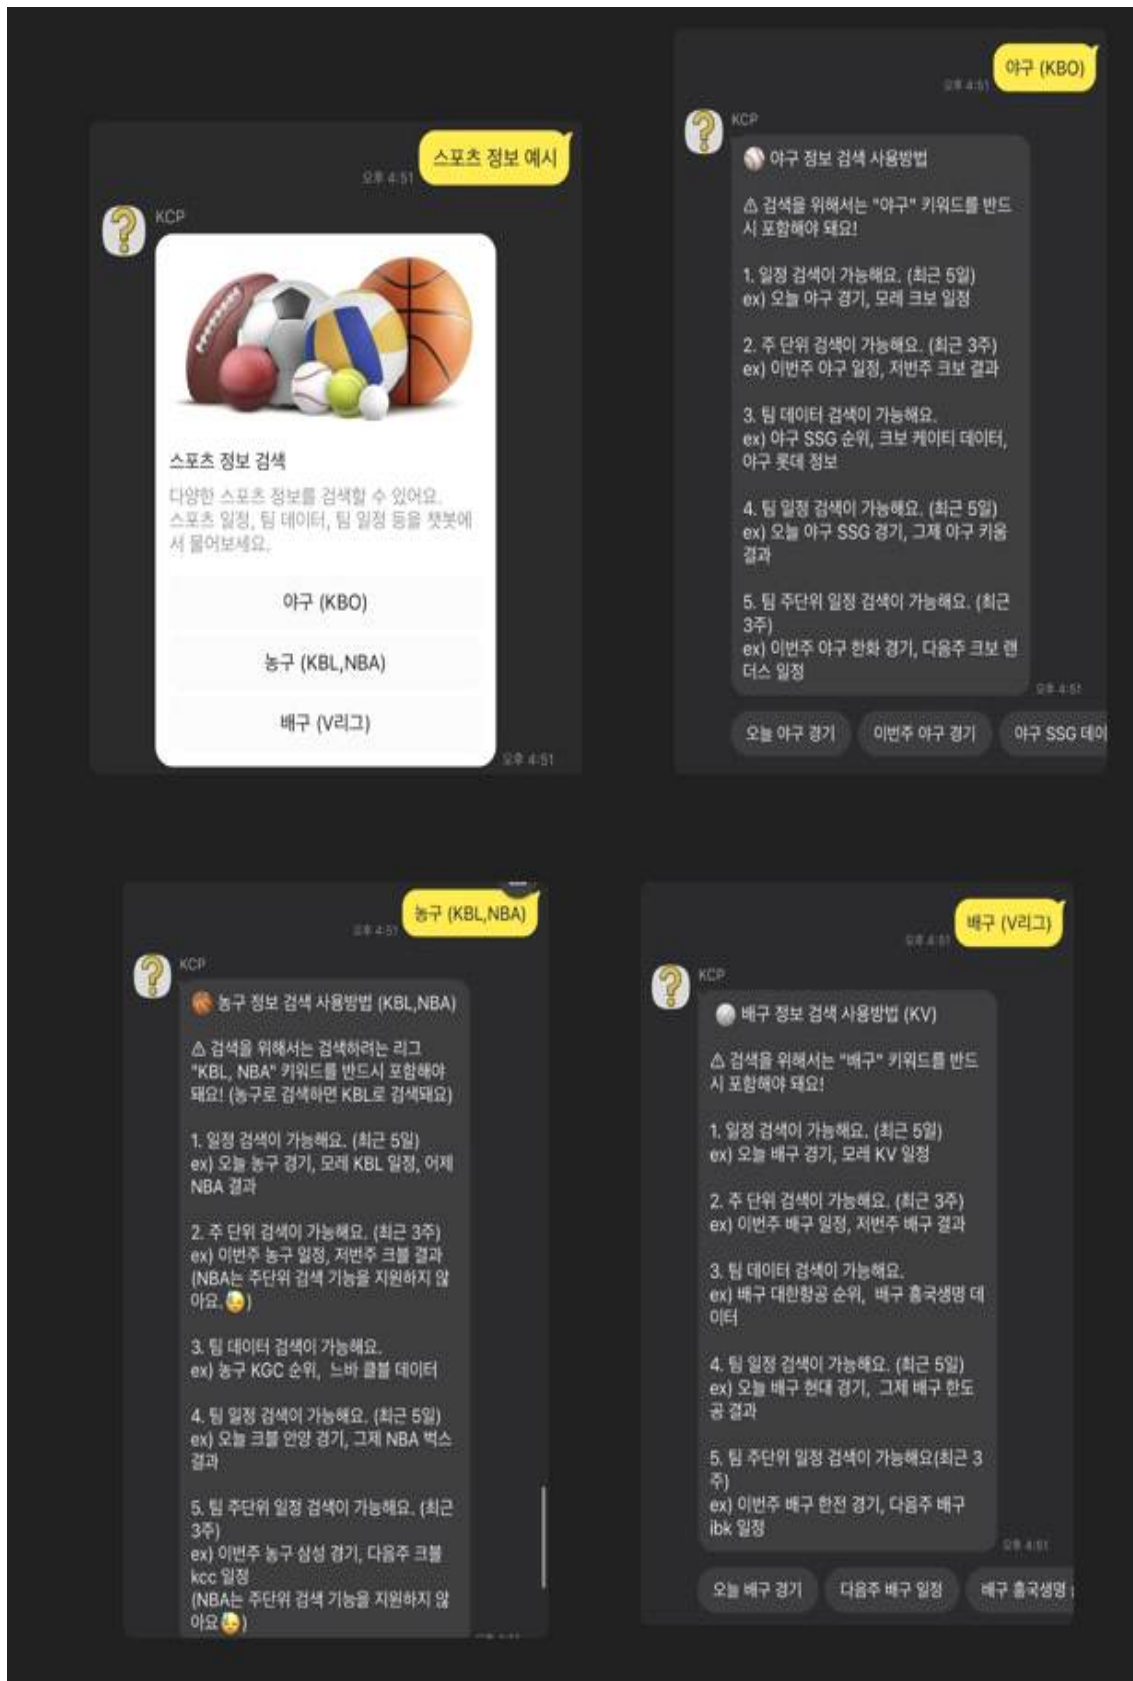 스포츠 정보 예시
오후 4:51
KCP
스포츠 정보 검색
다양한 스포츠 정보를 검색할 수 있어요.
스포츠 일정, 팀 데이터, 팀 일정 등을 챗봇에
서 물어보세요.
야구 (KBO)
농구 (KBL,NBA)
배구 (V리그)
오후 4:51
야구 (KBO)
오후 4:51
KCP
⚾ 야구 정보 검색 사용방법
⚠ 검색을 위해서는 "야구" 키워드를 반드
시 포함해야 돼요!
1. 일정 검색이 가능해요. (최근 5일)
ex) 오늘 야구 경기, 모레 크보 일정
2. 주 단위 검색이 가능해요. (최근 3주)
ex) 이번주 야구 일정, 저번주 크보 결과
3. 팀 데이터 검색이 가능해요.
ex) 야구 SSG 순위, 크보 케이티 데이터,
야구 롯데 정보
4. 팀 일정 검색이 가능해요. (최근 5일)
ex) 오늘 야구 SSG 경기, 그제 야구 키움
결과
5. 팀 주단위 일정 검색이 가능해요. (최근
3주)
ex) 이번주 야구 한화 경기, 다음주 크보 랜
더스 일정
오후 4:51
오늘 야구 경기
이번주 야구 경기
야구 SSG 데이
농구 (KBL,NBA)
오후 4:51
KCP
🏀 농구 정보 검색 사용방법 (KBL,NBA)
⚠ 검색을 위해서는 검색하려는 리그
"KBL, NBA" 키워드를 반드시 포함해야
돼요! (농구로 검색하면 KBL로 검색돼요)
1. 일정 검색이 가능해요. (최근 5일)
ex) 오늘 농구 경기, 모레 KBL 일정, 어제
NBA 결과
2. 주 단위 검색이 가능해요. (최근 3주)
ex) 이번주 농구 일정, 저번주 크블 결과
(NBA는 주단위 검색 기능을 지원하지 않
아요.😓)
3. 팀 데이터 검색이 가능해요.
ex) 농구 KGC 순위, 느바 클블 데이터
4. 팀 일정 검색이 가능해요. (최근 5일)
ex) 오늘 크블 안양 경기, 그제 NBA 벅스
결과
5. 팀 주단위 일정 검색이 가능해요. (최근
3주)
ex) 이번주 농구 삼성 경기, 다음주 크블
kcc 일정
(NBA는 주단위 검색 기능을 지원하지 않
아요😓)
배구 (V리그)
오후 4:51
KCP
🏐 배구 정보 검색 사용방법 (KV)
⚠ 검색을 위해서는 "배구" 키워드를 반드
시 포함해야 돼요!
1. 일정 검색이 가능해요. (최근 5일)
ex) 오늘 배구 경기, 모레 KV 일정
2. 주 단위 검색이 가능해요. (최근 3주)
ex) 이번주 배구 일정, 저번주 배구 결과
3. 팀 데이터 검색이 가능해요.
ex) 배구 대한항공 순위, 배구 흥국생명 데
이터
4. 팀 일정 검색이 가능해요. (최근 5일)
ex) 오늘 배구 현대 경기, 그제 배구 한도
공 결과
5. 팀 주단위 일정 검색이 가능해요(최근 3
주)
ex) 이번주 배구 한전 경기, 다음주 배구
ibk 일정
오후 4:51
오늘 배구 경기
다음주 배구 일정
배구 흥국생명